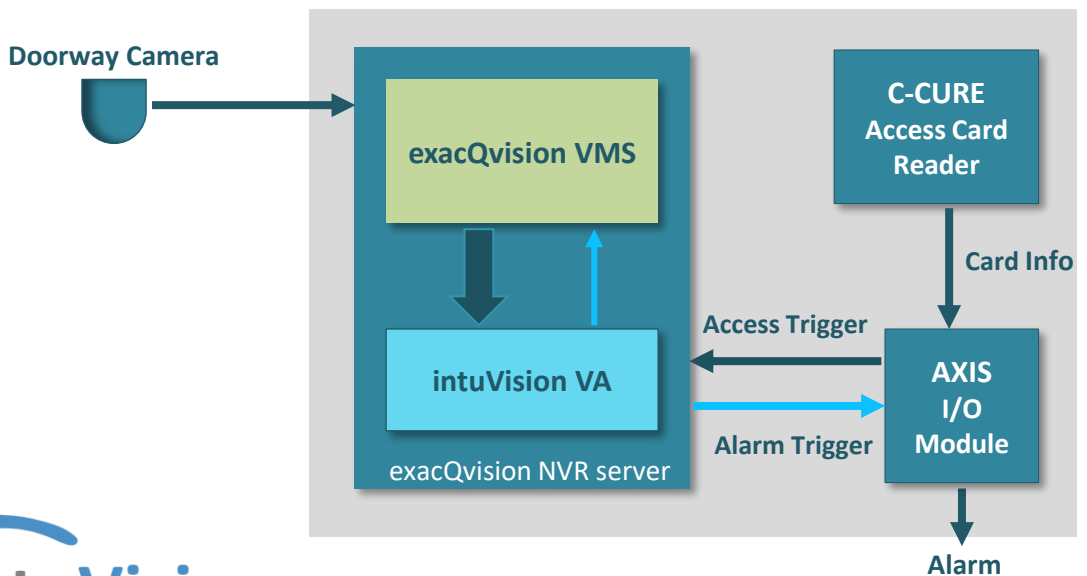 Doorway Camera
exacQvision VMS
C-CURE
Access Card
Reader
Card Info
Access Trigger
intuVision VA
AXIS
I/O
Module
Alarm Trigger
exacQvision NVR server
Alarm